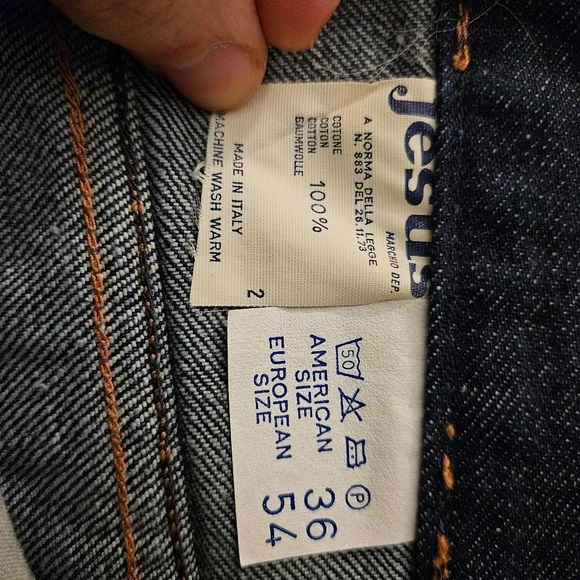 Jesus
MARCHIO DEP.
A NORMA DELLA LEGGE
N. 883 DEL 26.11.73
COTONE
COTON
COTTON
BAUMWOLLE
100%
MADE IN ITALY
MACHINE WASH WARM
2
50
P
AMERICAN
SIZE
36
EUROPEAN
SIZE
54